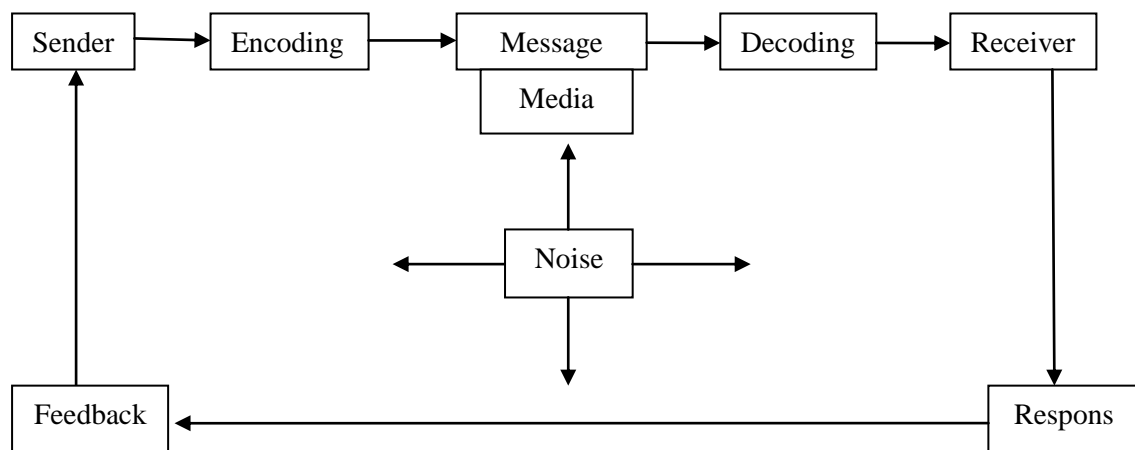 Sender
Encoding
Message
Decoding
Receiver
Media
Noise
Feedback
Respons